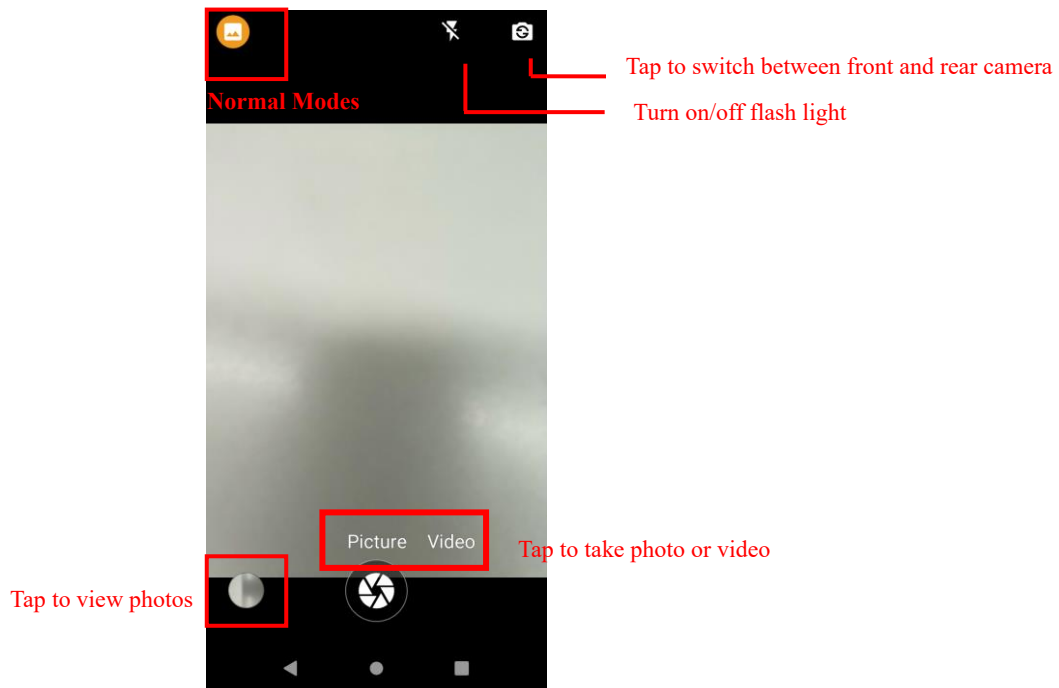 Tap to switch between front and rear camera
Turn on/off flash light
Normal Modes
Picture Video
Tap to take photo or video
Tap to view photos